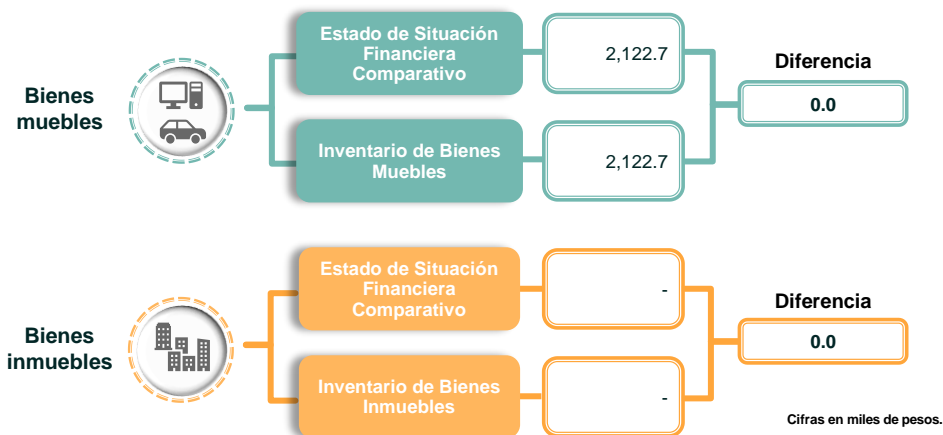 Bienes
muebles
Estado de Situación
Financiera
Comparativo
2,122.7
Inventario de Bienes
Muebles
2,122.7
Diferencia
0.0
Bienes
inmuebles
Estado de Situación
Financiera
Comparativo
-
Inventario de Bienes
Inmuebles
-
Diferencia
0.0
Cifras en miles de pesos.